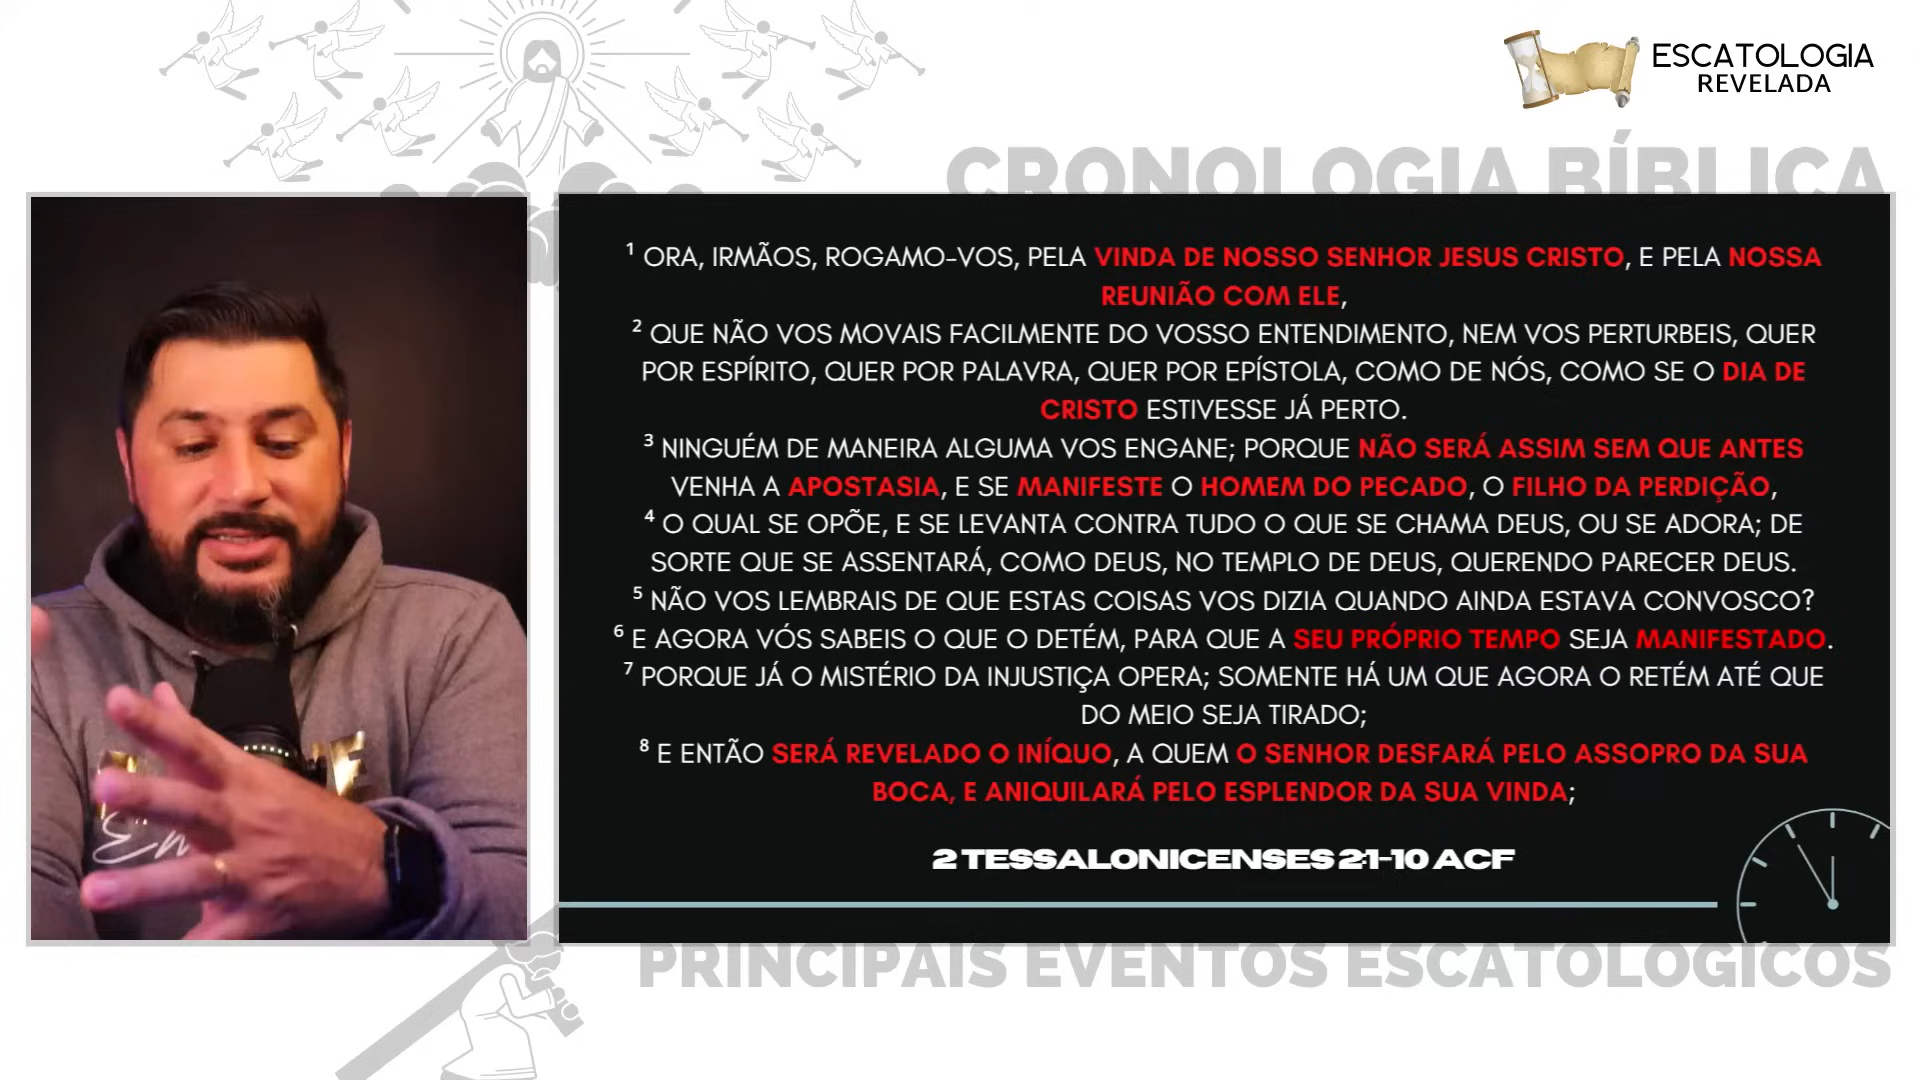 ESCATOLOGIA
REVELADA
CRONOLOGIA BÍBLICA
¹ ORA, IRMÃOS, ROGAMO-VOS, PELA VINDA DE NOSSO SENHOR JESUS CRISTO, E PELA NOSSA
REUNIÃO COM ELE,
² QUE NÃO VOS MOVAIS FACILMENTE DO VOSSO ENTENDIMENTO, NEM VOS PERTURBEIS, QUER
POR ESPÍRITO, QUER POR PALAVRA, QUER POR EPÍSTOLA, COMO DE NÓS, COMO SE O DIA DE
CRISTO ESTIVESSE JÁ PERTO.
³ NINGUÉM DE MANEIRA ALGUMA VOS ENGANE; PORQUE NÃO SERÁ ASSIM SEM QUE ANTES
VENHA A APOSTASIA, E SE MANIFESTE O HOMEM DO PECADO, O FILHO DA PERDIÇÃO,
⁴ O QUAL SE OPÕE, E SE LEVANTA CONTRA TUDO O QUE SE CHAMA DEUS, OU SE ADORA; DE
SORTE QUE SE ASSENTARÁ, COMO DEUS, NO TEMPLO DE DEUS, QUERENDO PARECER DEUS.
⁵ NÃO VOS LEMBRAIS DE QUE ESTAS COISAS VOS DIZIA QUANDO AINDA ESTAVA CONVOSCO?
⁶ E AGORA VÓS SABEIS O QUE O DETÉM, PARA QUE A SEU PRÓPRIO TEMPO SEJA MANIFESTADO.
⁷ PORQUE JÁ O MISTÉRIO DA INJUSTIÇA OPERA; SOMENTE HÁ UM QUE AGORA O RETÉM ATÉ QUE
DO MEIO SEJA TIRADO;
⁸ E ENTÃO SERÁ REVELADO O INÍQUO, A QUEM O SENHOR DESFARÁ PELO ASSOPRO DA SUA
BOCA, E ANIQUILARÁ PELO ESPLENDOR DA SUA VINDA;
2 TESSALONICENSES 2:1-10 ACF
PRINCIPAIS EVENTOS ESCATOLÓGICOS